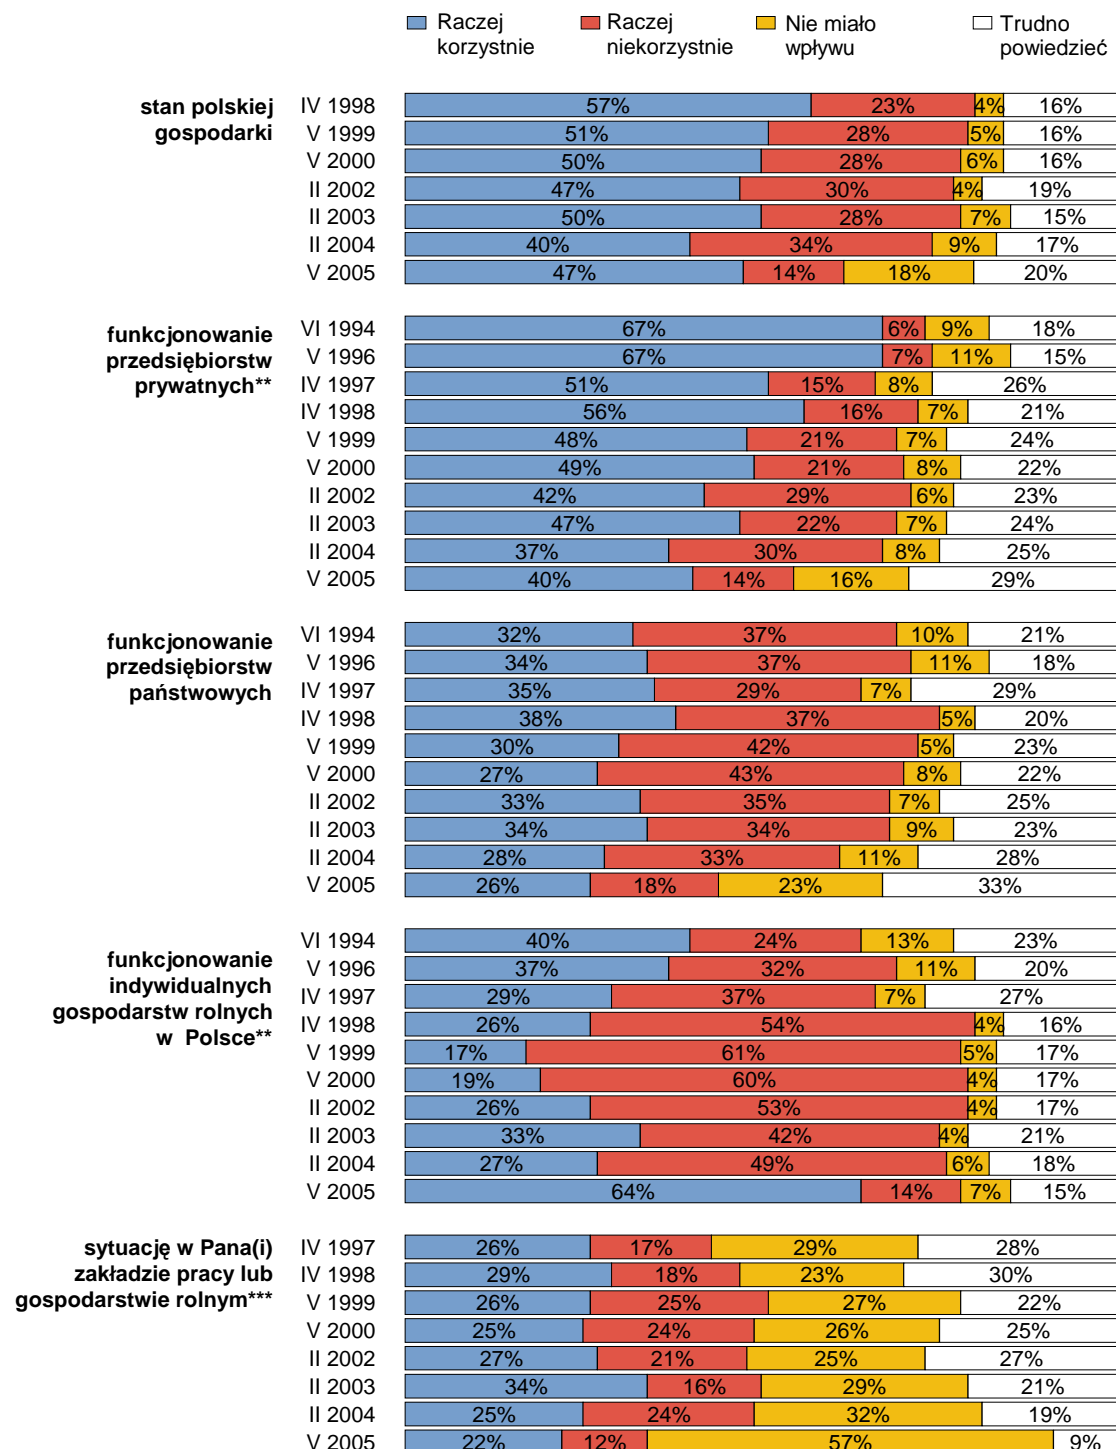 Raczej korzystnie
Raczej niekorzystnie
Nie miało wpływu
Trudno powiedzieć
stan polskiej
gospodarki
IV 1998 57% 23% 4% 16%
V 1999 51% 28% 5% 16%
V 2000 50% 28% 6% 16%
II 2002 47% 30% 4% 19%
II 2003 50% 28% 7% 15%
II 2004 40% 34% 9% 17%
V 2005 47% 14% 18% 20%
funkcjonowanie
przedsiębiorstw
prywatnych**
VI 1994 67% 6% 9% 18%
V 1996 67% 7% 11% 15%
IV 1997 51% 15% 8% 26%
IV 1998 56% 16% 7% 21%
V 1999 48% 21% 7% 24%
V 2000 49% 21% 8% 22%
II 2002 42% 29% 6% 23%
II 2003 47% 22% 7% 24%
II 2004 37% 30% 8% 25%
V 2005 40% 14% 16% 29%
funkcjonowanie
przedsiębiorstw
państwowych
VI 1994 32% 37% 10% 21%
V 1996 34% 37% 11% 18%
IV 1997 35% 29% 7% 29%
IV 1998 38% 37% 5% 20%
V 1999 30% 42% 5% 23%
V 2000 27% 43% 8% 22%
II 2002 33% 35% 7% 25%
II 2003 34% 34% 9% 23%
II 2004 28% 33% 11% 28%
V 2005 26% 18% 23% 33%
funkcjonowanie
indywidualnych
gospodarstw rolnych
w Polsce**
VI 1994 40% 24% 13% 23%
V 1996 37% 32% 11% 20%
IV 1997 29% 37% 7% 27%
IV 1998 26% 54% 4% 16%
V 1999 17% 61% 5% 17%
V 2000 19% 60% 4% 17%
II 2002 26% 53% 4% 17%
II 2003 33% 42% 4% 21%
II 2004 27% 49% 6% 18%
V 2005 64% 14% 7% 15%
sytuację w Pana(i)
zakładzie pracy lub
gospodarstwie rolnym***
IV 1997 26% 17% 29% 28%
IV 1998 29% 18% 23% 30%
V 1999 26% 25% 27% 22%
V 2000 25% 24% 26% 25%
II 2002 27% 21% 25% 27%
II 2003 34% 16% 29% 21%
II 2004 25% 24% 32% 19%
V 2005 22% 12% 57% 9%